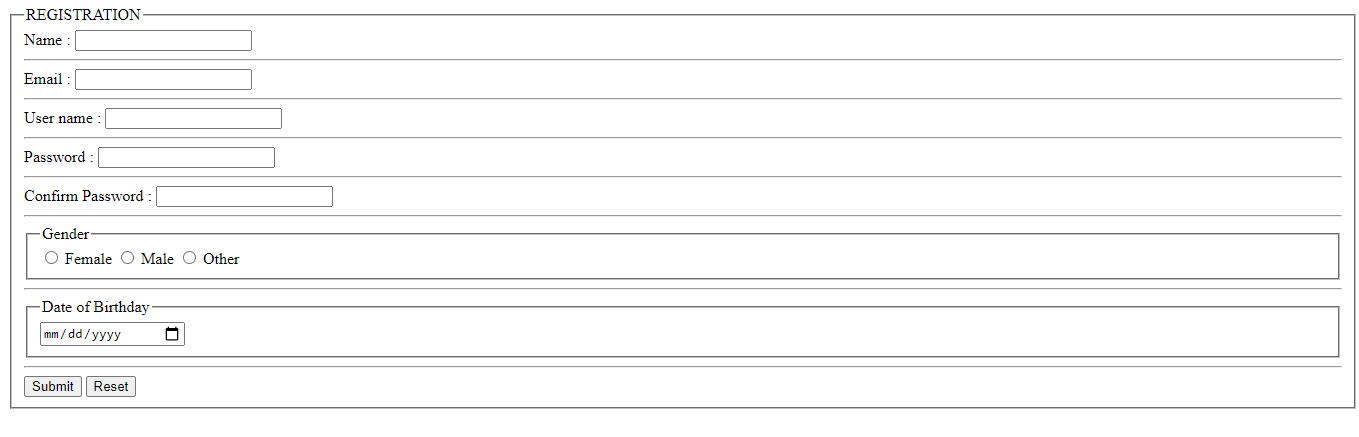 REGISTRATION
Name :
Email :
User name :
Password :
Confirm Password :
Gender
Female Male Other
Date of Birthday
mm/dd/yyyy
Submit Reset